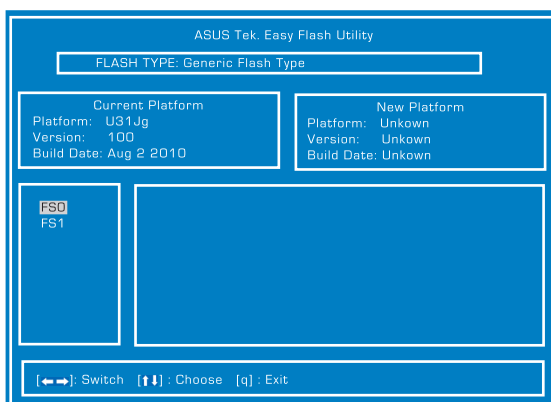 ASUS Tek. Easy Flash Utility
FLASH TYPE: Generic Flash Type
Current Platform
Platform: U31Jg
Version: 100
Build Date: Aug 2 2010
New Platform
Platform: Unkown
Version: Unkown
Build Date: Unkown
FS0
FS1
[←→]: Switch [↑↓] : Choose [q] : Exit